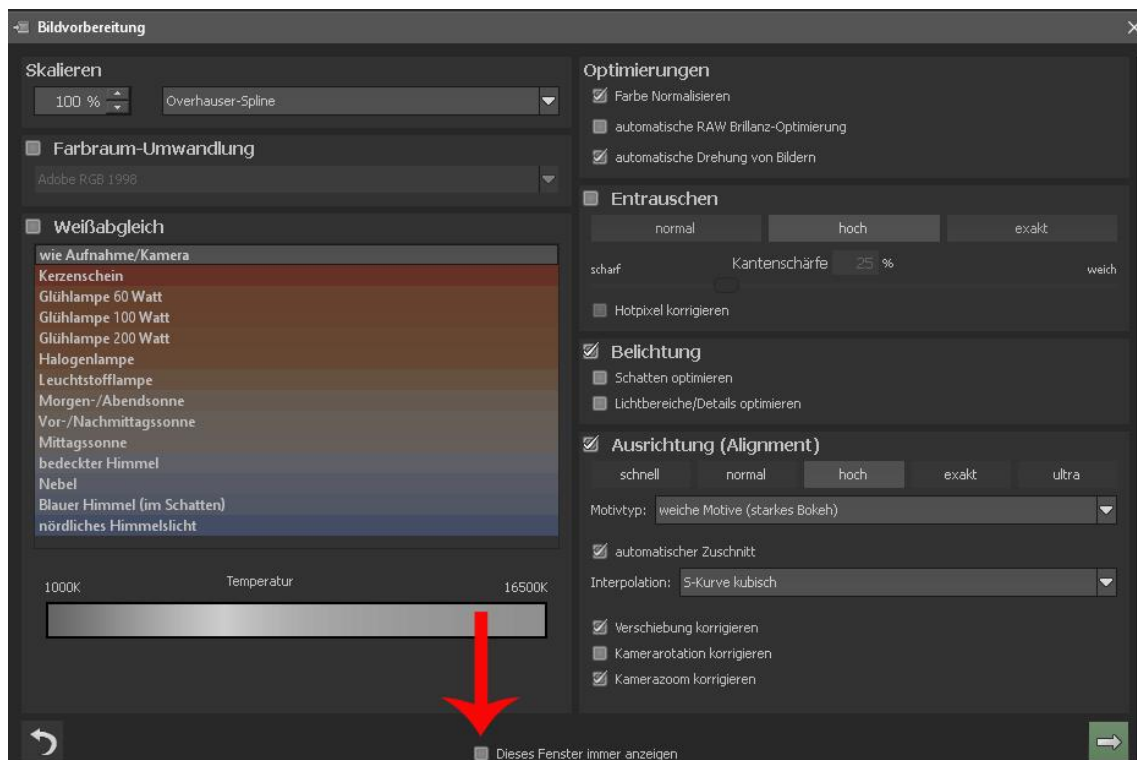 Bildvorbereitung
Skalieren
100 %
Overhauser-Spline
Farbraum-Umwandlung
Adobe RGB 1998
Weißabgleich
wie Aufnahme/Kamera
Kerzenschein
Glühlampe 60 Watt
Glühlampe 100 Watt
Glühlampe 200 Watt
Halogenlampe
Leuchtstofflampe
Morgen-/Abendsonne
Vor-/Nachmittagssonne
Mittagssonne
bedeckter Himmel
Nebel
Blauer Himmel (im Schatten)
nördliches Himmelslicht
1000K Temperatur 16500K
Optimierungen
Farbe Normalisieren
automatische RAW Brillanz-Optimierung
automatische Drehung von Bildern
Entrauschen
normal hoch exakt
scharf Kantenschärfe 25 % weich
Hotpixel korrigieren
Belichtung
Schatten optimieren
Lichtbereiche/Details optimieren
Ausrichtung (Alignment)
schnell normal hoch exakt ultra
Motivtyp: weiche Motive (starkes Bokeh)
automatischer Zuschnitt
Interpolation: S-Kurve kubisch
Verschiebung korrigieren
Kamerarotation korrigieren
Kamerazoom korrigieren
Dieses Fenster immer anzeigen